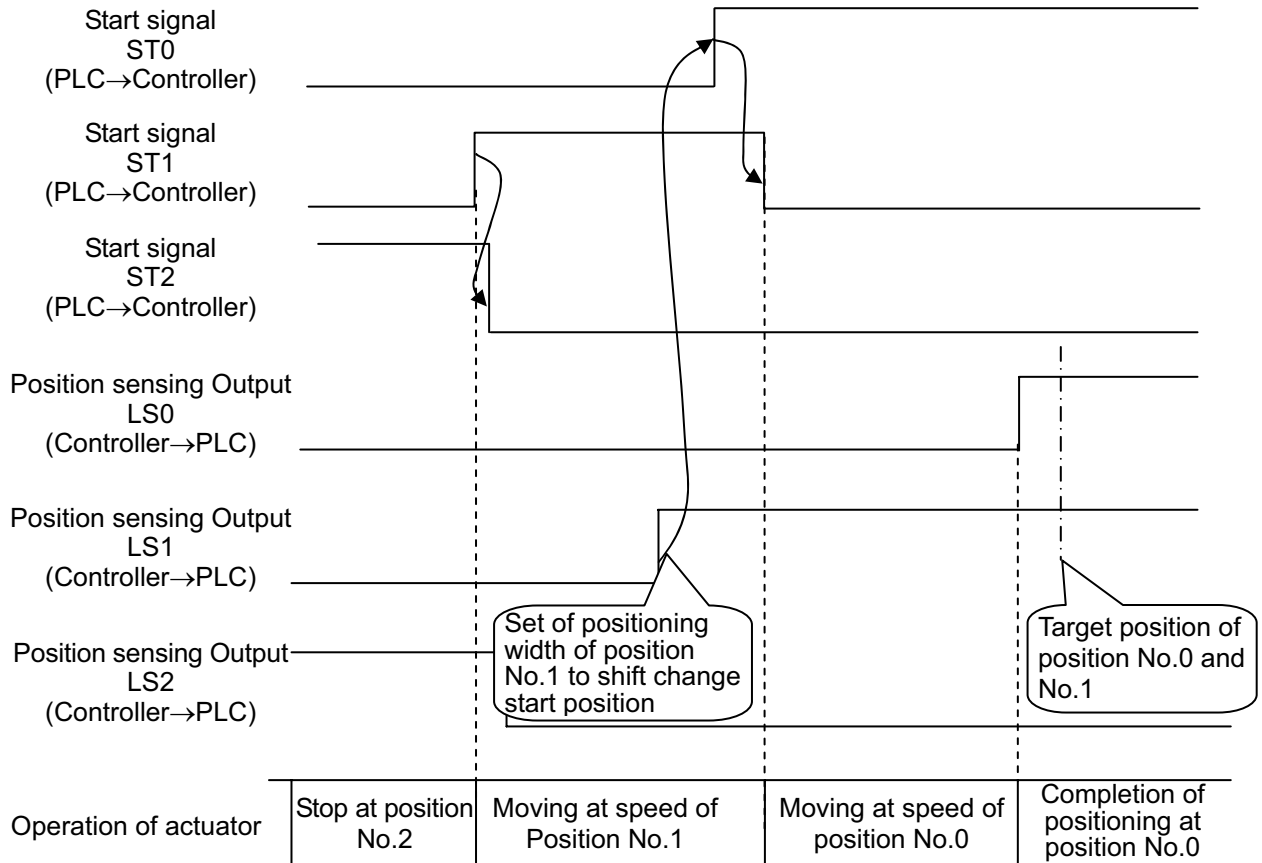 Start signal
ST0
(PLC→Controller)
Start signal
ST1
(PLC→Controller)
Start signal
ST2
(PLC→Controller)
Position sensing Output
LS0
(Controller→PLC)
Position sensing Output
LS1
(Controller→PLC)
Set of positioning
width of position
No.1 to shift change
start position
Target position of
position No.0 and
No.1
Position sensing Output
LS2
(Controller→PLC)
Operation of actuator
Stop at position
No.2
Moving at speed of
Position No.1
Moving at speed of
position No.0
Completion of
positioning at
position No.0